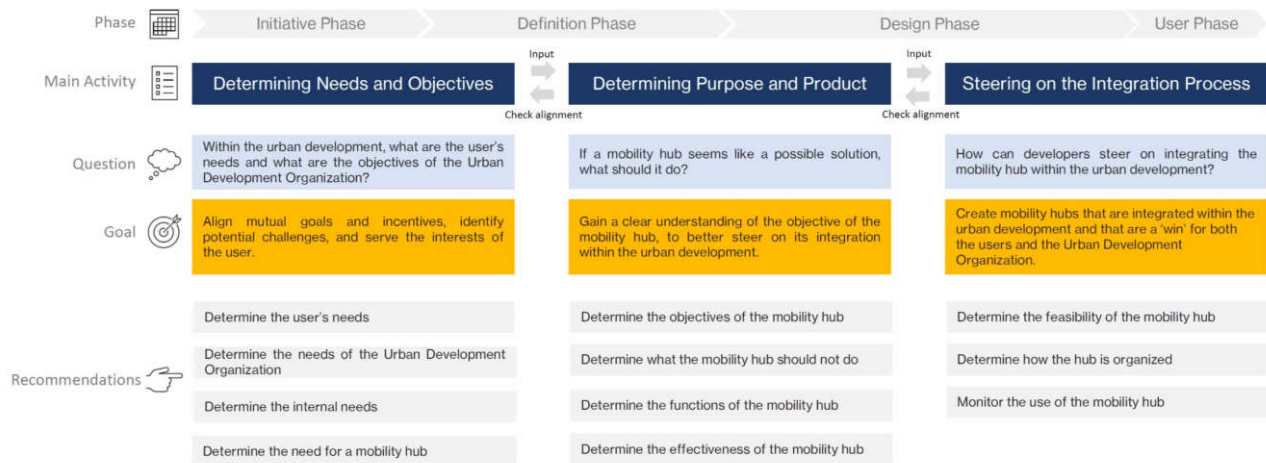 Phase
Initiative Phase
Definition Phase
Design Phase
User Phase
Main Activity
Determining Needs and Objectives
Input
Check alignment
Determining Purpose and Product
Input
Check alignment
Steering on the Integration Process
Question
Within the urban development, what are the user's
needs and what are the objectives of the Urban
Development Organization?
If a mobility hub seems like a possible solution,
what should it do?
How can developers steer on integrating the
mobility hub within the urban development?
Goal
Align mutual goals and incentives, identify
potential challenges, and serve the interests of
the user.
Gain a clear understanding of the objective of the
mobility hub, to better steer on its integration
within the urban development.
Create mobility hubs that are integrated within the
urban development and that are a 'win' for both
the users and the Urban Development
Organization.
Recommendations
Determine the user's needs
Determine the needs of the Urban Development
Organization
Determine the internal needs
Determine the need for a mobility hub
Determine the objectives of the mobility hub
Determine what the mobility hub should not do
Determine the functions of the mobility hub
Determine the effectiveness of the mobility hub
Determine the feasibility of the mobility hub
Determine how the hub is organized
Monitor the use of the mobility hub